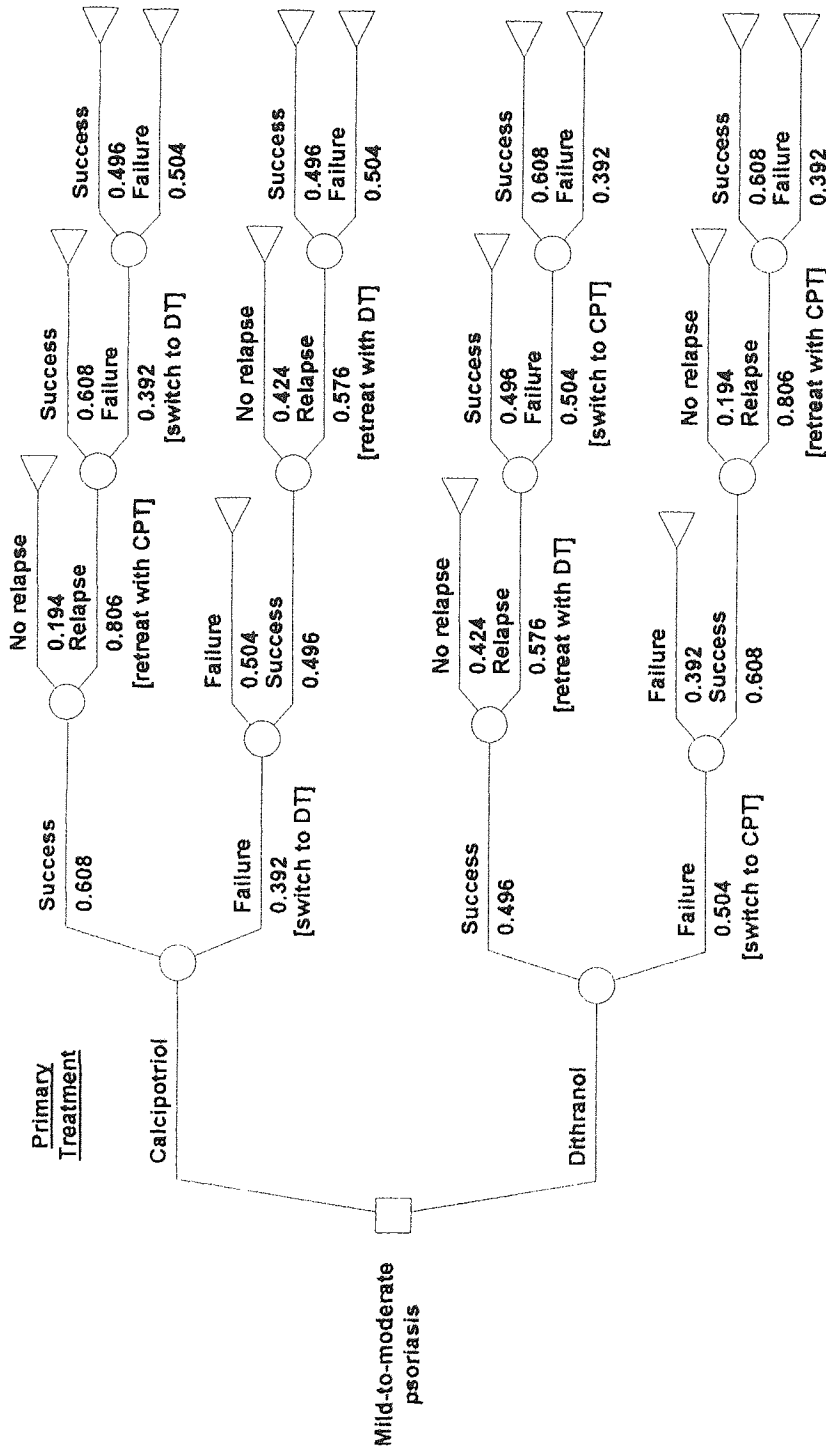 Primary
Treatment
Mild-to-moderate
psoriasis
Calcipotriol
Success
0.608
No relapse
0.194
Relapse
0.806
[retreat with CPT]
Success
0.608
Failure
0.392
[switch to DT]
Success
0.496
Failure
0.504
Failure
0.392
[switch to DT]
Failure
0.504
Success
0.496
No relapse
0.424
Relapse
0.576
[retreat with DT]
Success
0.496
Failure
0.504
Dithranol
Success
0.496
No relapse
0.424
Relapse
0.576
[retreat with DT]
Success
0.496
Failure
0.504
[switch to CPT]
Success
0.608
Failure
0.392
Failure
0.504
[switch to CPT]
Failure
0.392
Success
0.608
No relapse
0.194
Relapse
0.806
[retreat with CPT]
Success
0.608
Failure
0.392